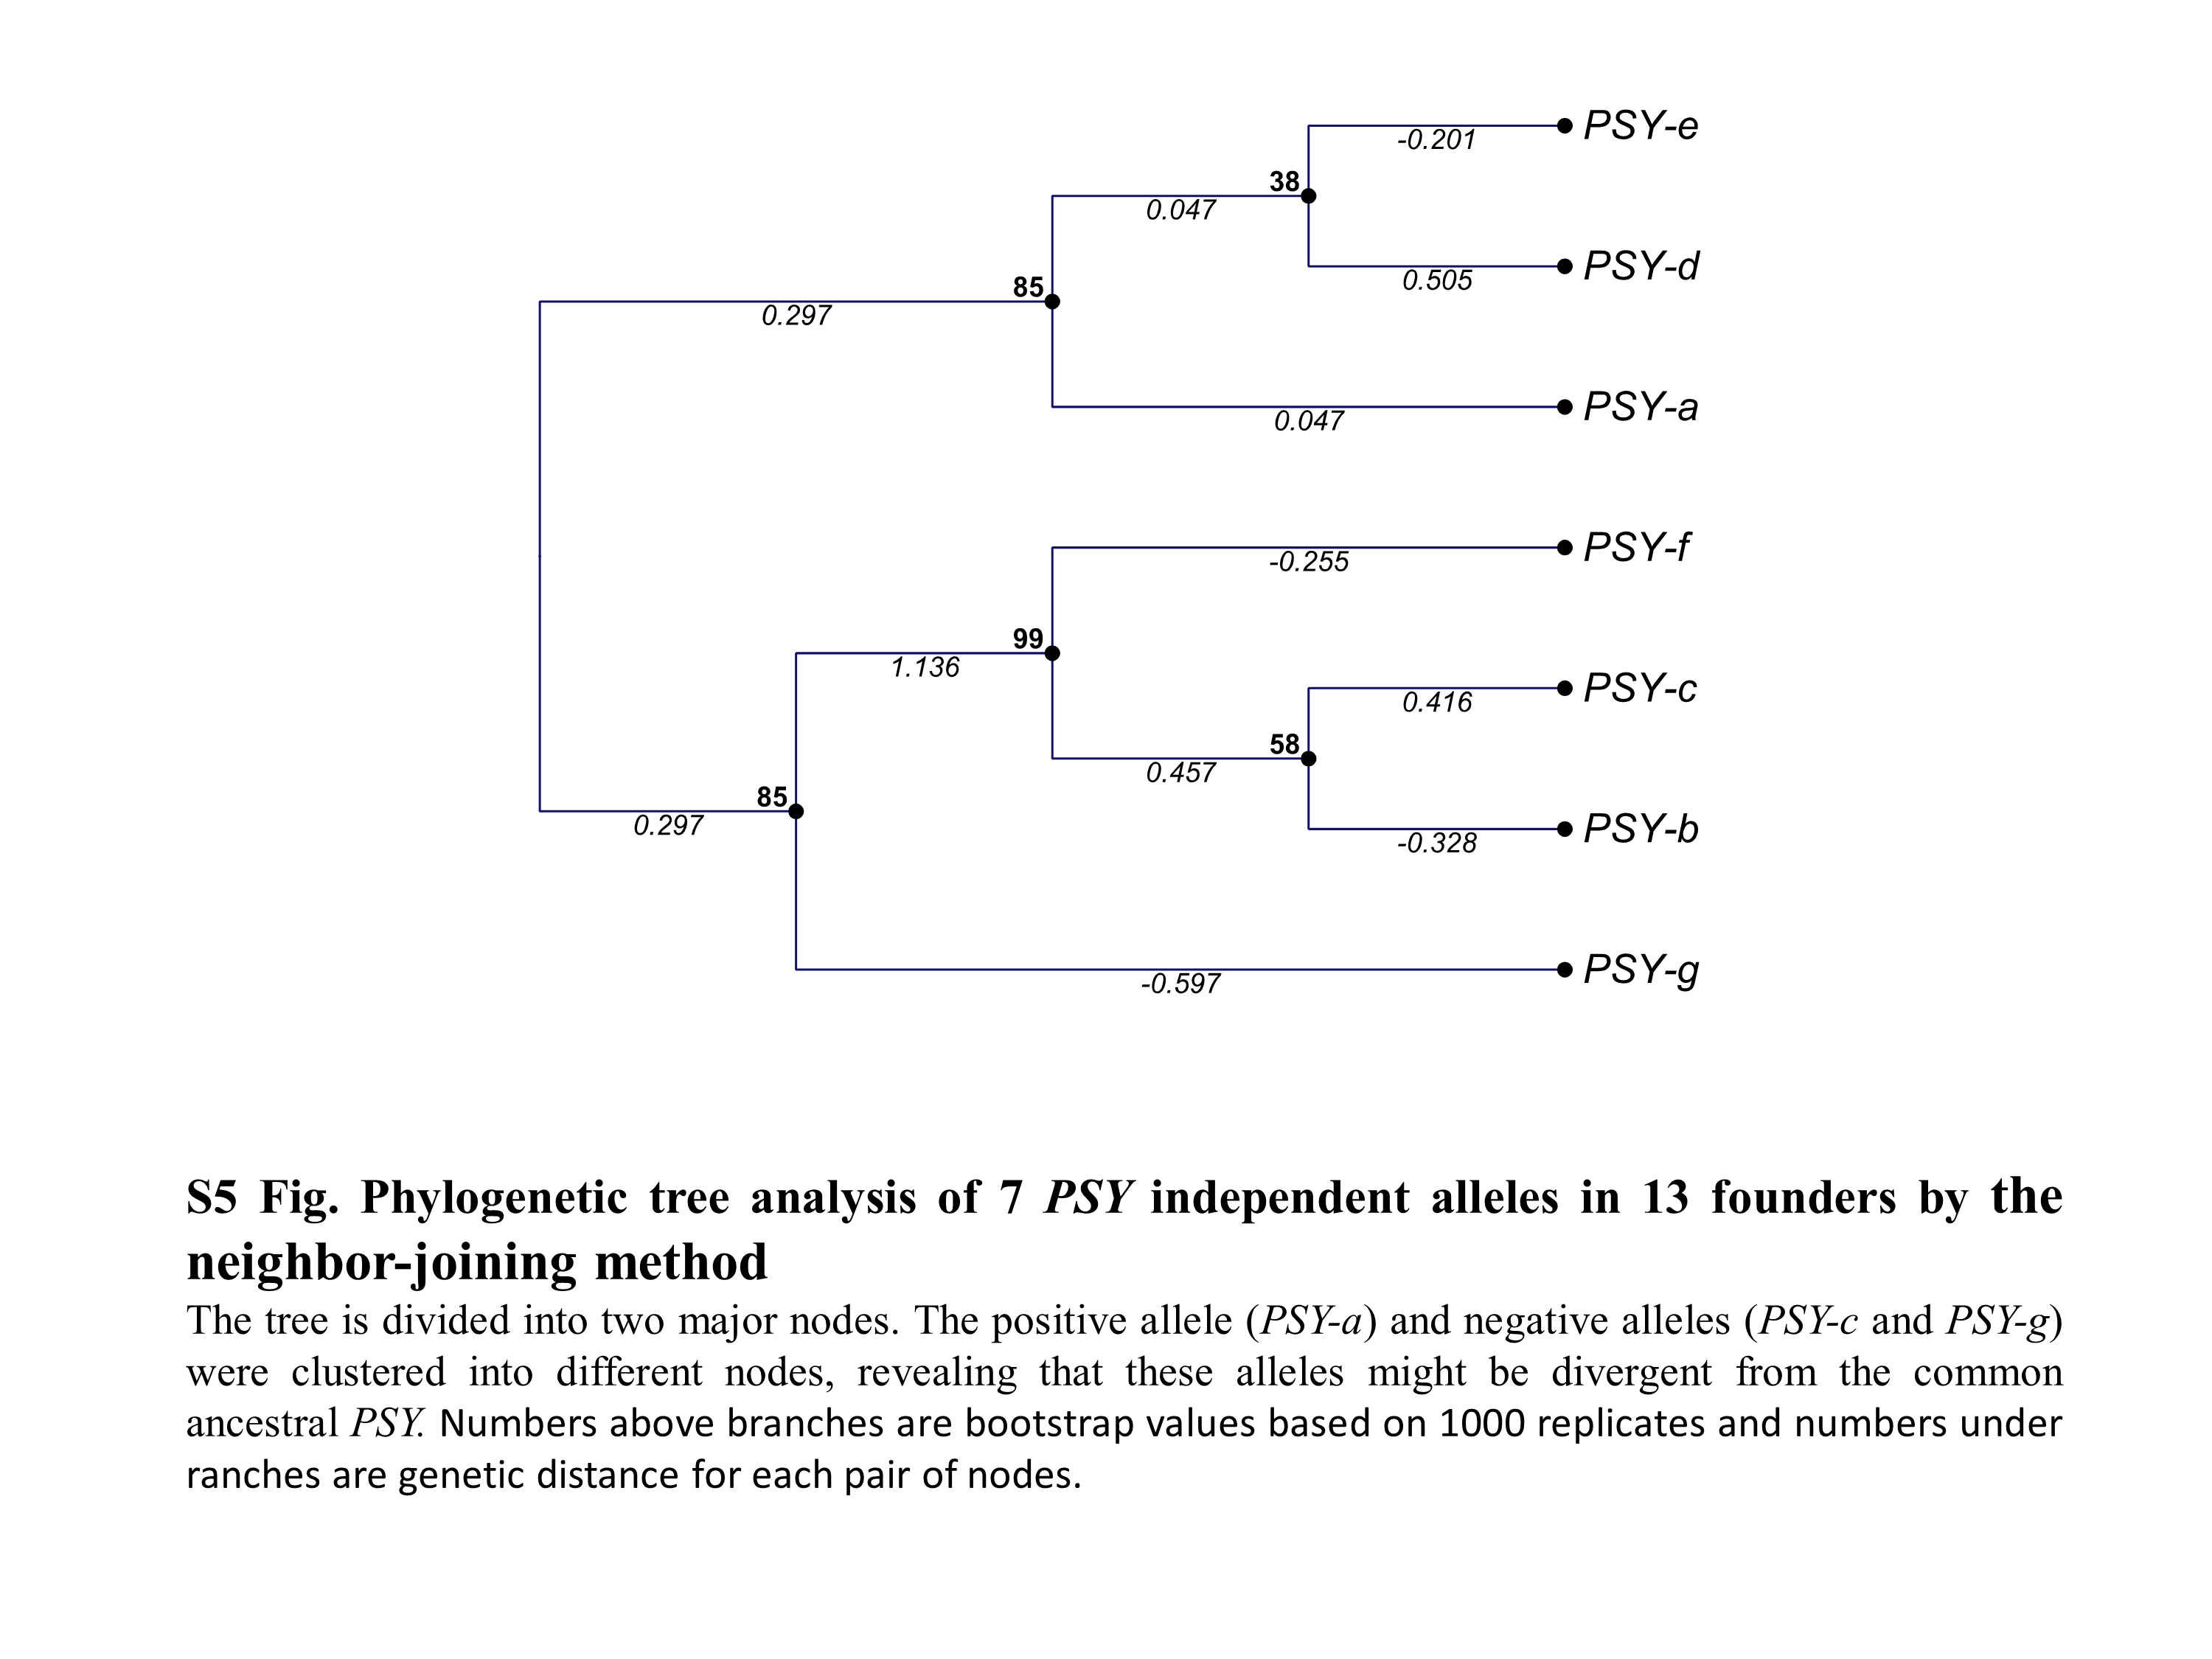 PSY-e
-0.201
38
0.047
PSY-d
0.505
85
0.297
PSY-a
0.047
PSY-f
-0.255
99
1.136
PSY-c
0.416
58
0.457
PSY-b
-0.328
85
0.297
PSY-g
-0.597
S5 Fig. Phylogenetic tree analysis of 7 PSY independent alleles in 13 founders by the
neighbor-joining method
The tree is divided into two major nodes. The positive allele (PSY-a) and negative alleles (PSY-c and PSY-g)
were clustered into different nodes, revealing that these alleles might be divergent from the common
ancestral PSY. Numbers above branches are bootstrap values based on 1000 replicates and numbers under
ranches are genetic distance for each pair of nodes.